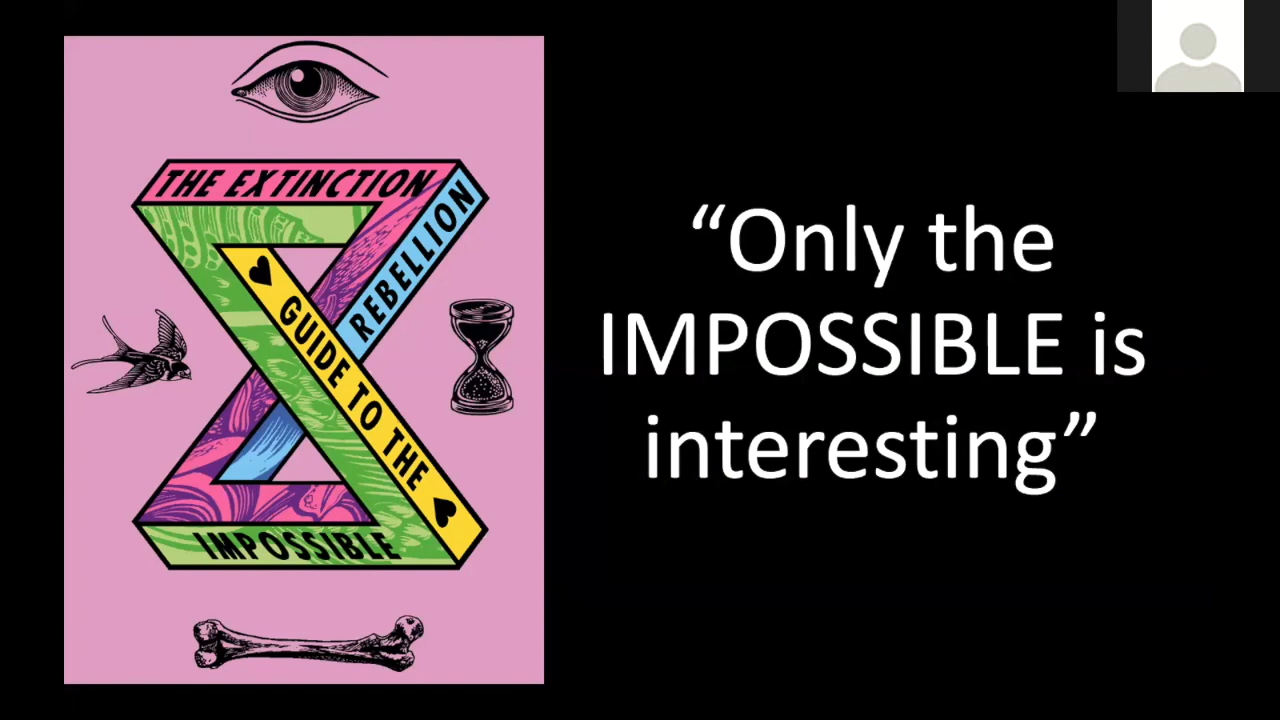 THE EXTINCTION
REBELLION
GUIDE TO THE
IMPOSSIBLE
“Only the
IMPOSSIBLE is
interesting”